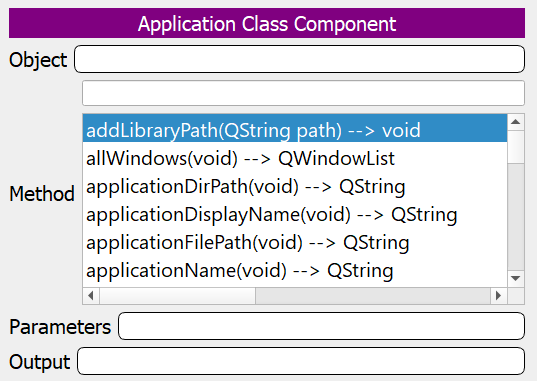 Application Class Component
Object
Method
addLibraryPath(QString path) --> void
allWindows(void) --> QWindowList
applicationDirPath(void) --> QString
applicationDisplayName(void) --> QString
applicationFilePath(void) --> QString
applicationName(void) --> QString
Parameters
Output